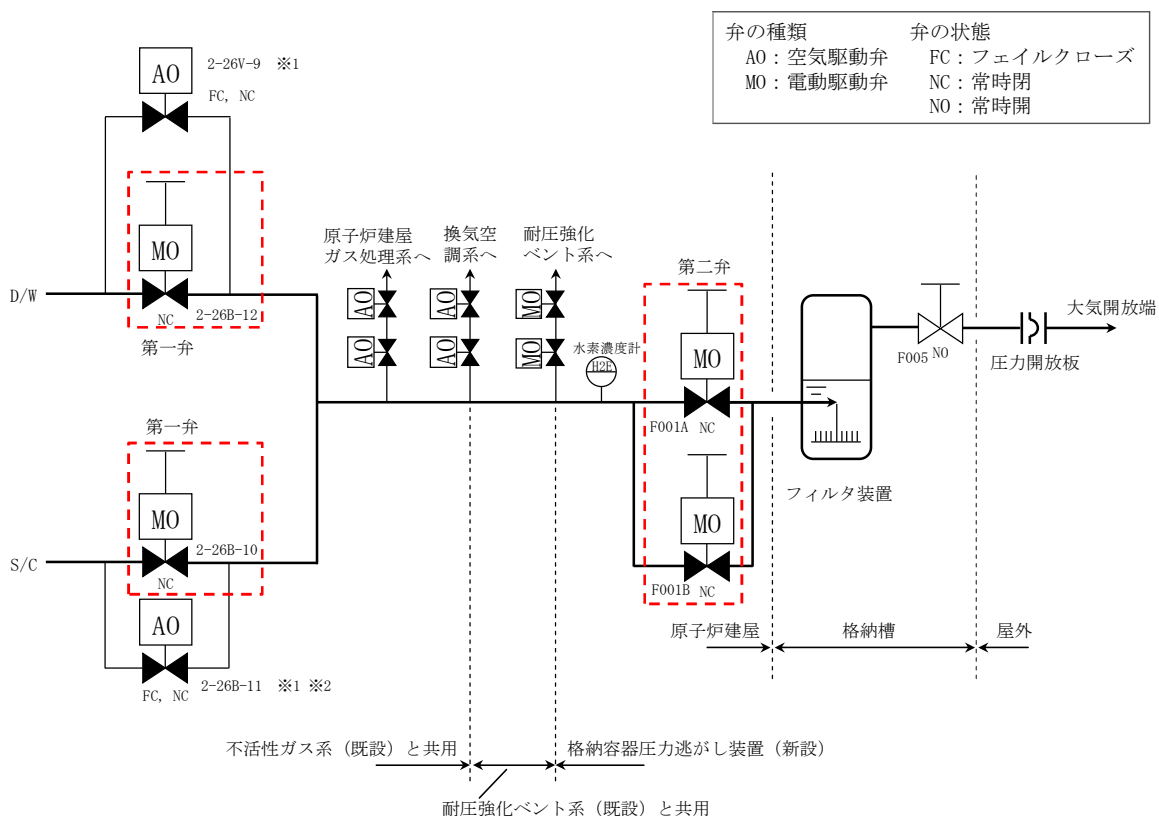 弁の種類 弁の状態
AO：空気駆動弁 FC：フェイルクローズ
MO：電動駆動弁 NC：常時閉
NO：常時開
AO
2-26V-9 ※1
FC, NC
MO
D/W
NC
2-26B-12
第一弁
原子炉建屋
ガス処理系へ
換気空
調系へ
耐圧強化
ベント系へ
AO
AO
MO
AO
AO
MO
水素濃度計
H2E
第二弁
MO
F001A NC
MO
F001B NC
フィルタ装置
F005 NO
圧力開放板
大気開放端
第一弁
MO
2-26B-10
S/C
NC
AO
FC, NC
2-26B-11 ※1 ※2
原子炉建屋
格納槽
屋外
不活性ガス系（既設）と共用
格納容器圧力逃がし装置（新設）
耐圧強化ベント系（既設）と共用